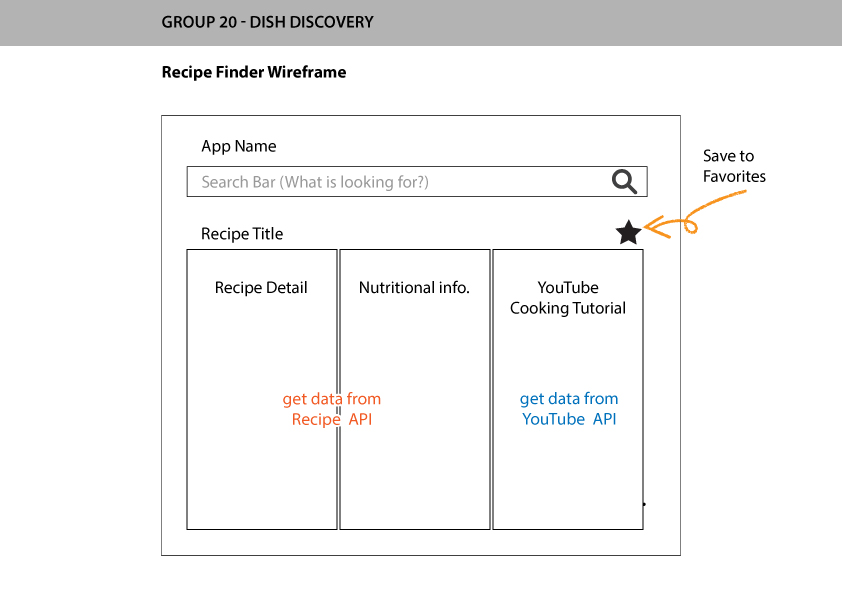 GROUP 20 - DISH DISCOVERY
Recipe Finder Wireframe
App Name
Search Bar (What is looking for?)
Save to
Favorites
Recipe Title
Recipe Detail
Nutritional info.
YouTube
Cooking Tutorial
get data from
Recipe API
get data from
YouTube API